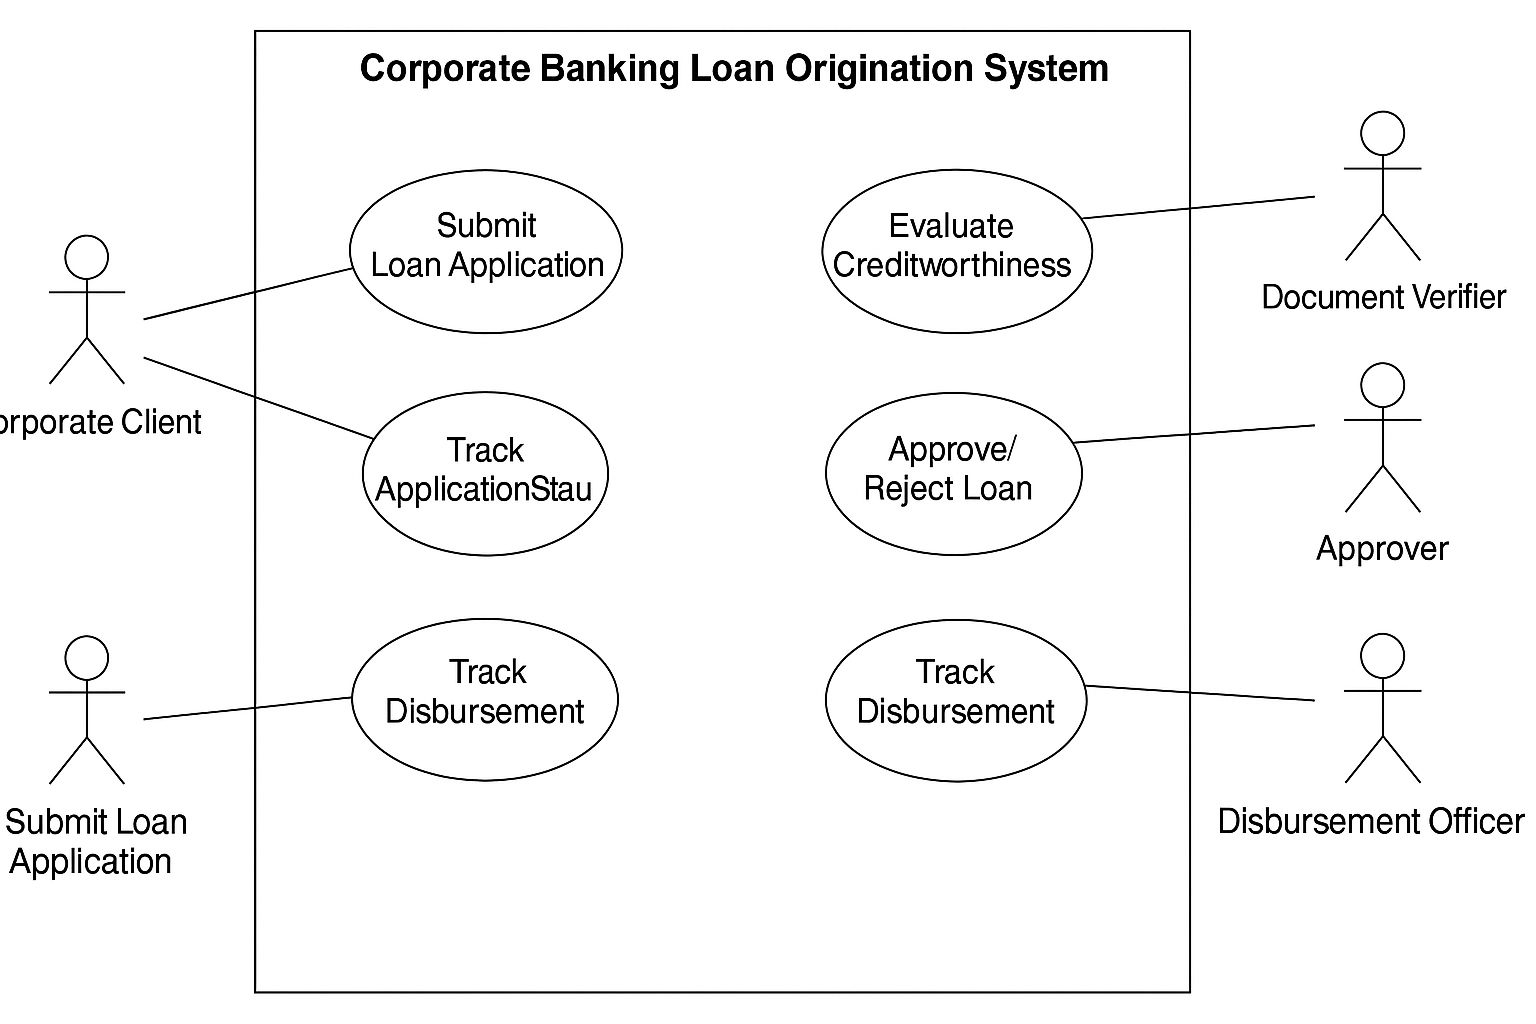 Corporate Banking Loan Origination System
Submit
Loan Application
Evaluate
Creditworthiness
Document Verifier
orporate Client
Track
ApplicationStau
Approve/
Reject Loan
Approver
Track
Disbursement
Track
Disbursement
Submit Loan
Application
Disbursement Officer